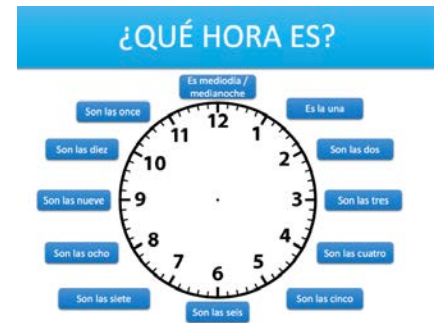 ¿QUÉ HORA ES?
Es mediodía /
medianoche
Son las once
Es la una
Son las diez
Son las dos
Son las nueve
Son las tres
Son las ocho
Son las cuatro
Son las siete
Son las cinco
Son las seis
12
1
2
3
4
5
6
7
8
9
10
11